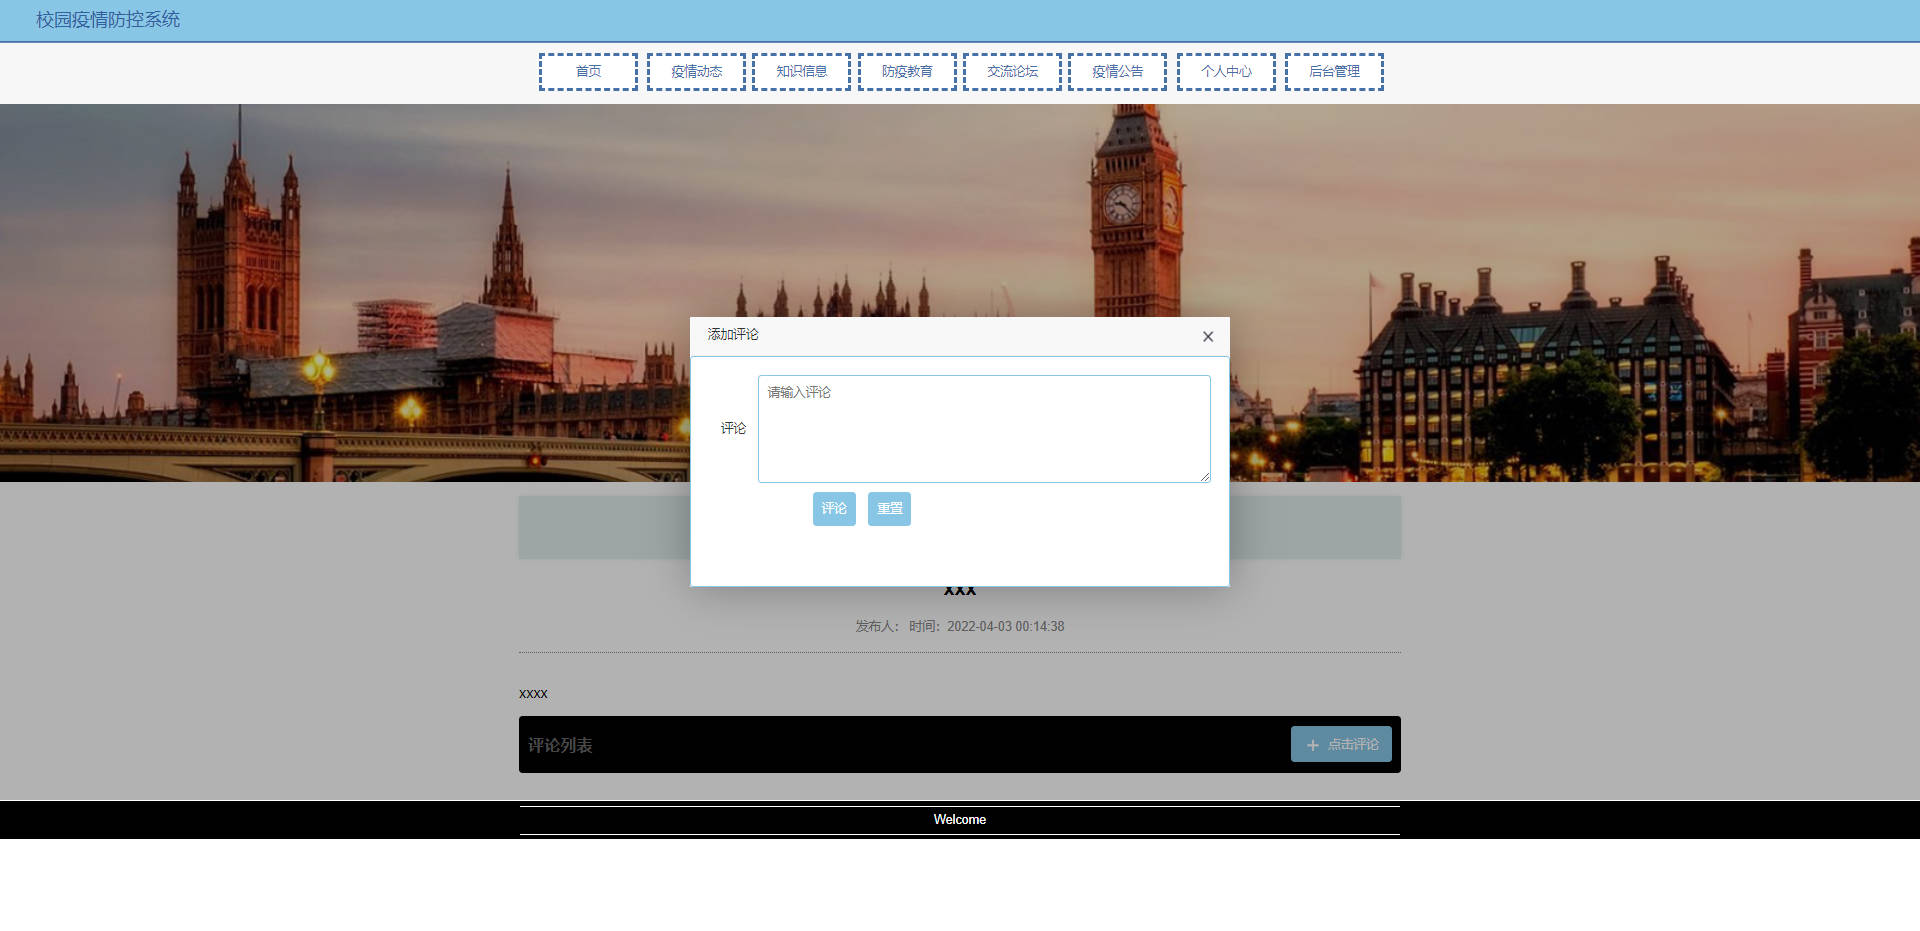 校园疫情防控系统
首页 疫情动态 知识信息 防疫教育 交流论坛 疫情公告 个人中心 后台管理
添加评论
请输入评论
评论
评论 重置
xxx
发布人： 时间：2022-04-03 00:14:38
xxxx
评论列表 点击评论
Welcome